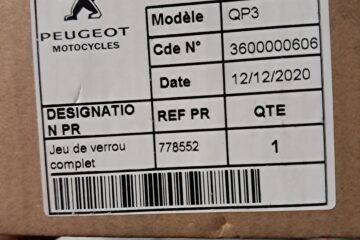 PEUGEOT
MOTOCYCLES
Modèle QP3
Cde N° 3600000606
Date 12/12/2020
DESIGNATIO
N PR REF PR QTE
Jeu de verrou
complet 778552 1